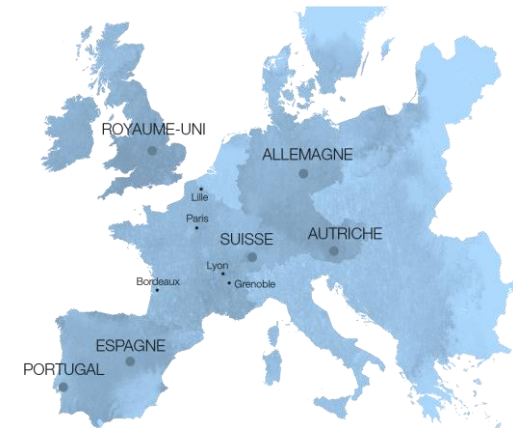 ROYAUME-UNI
ALLEMAGNE
Lille
Paris
AUTRICHE
SUISSE
Lyon
Bordeaux
Grenoble
ESPAGNE
PORTUGAL